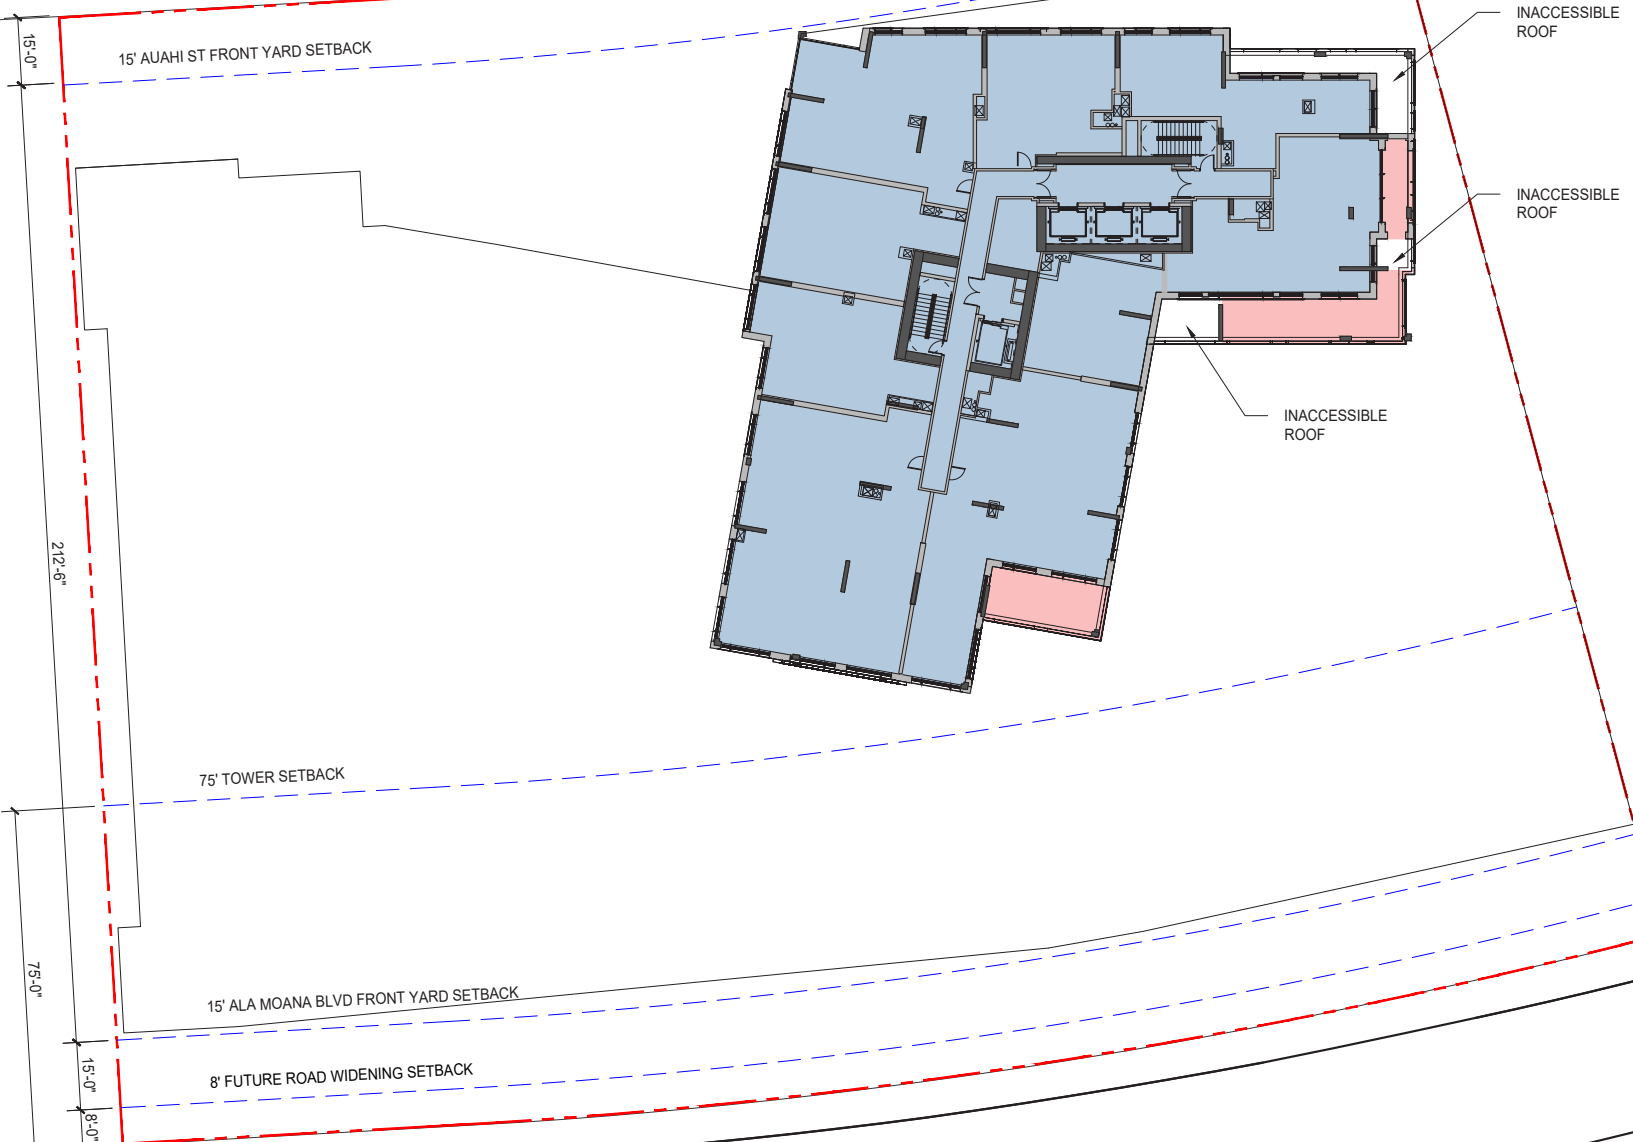 INACCESSIBLE
ROOF
15'-0"
15' AUAHI ST FRONT YARD SETBACK
INACCESSIBLE
ROOF
INACCESSIBLE
ROOF
212'-6"
75' TOWER SETBACK
75'-0"
15' ALA MOANA BLVD FRONT YARD SETBACK
15'-0"
8' FUTURE ROAD WIDENING SETBACK
8'-0"